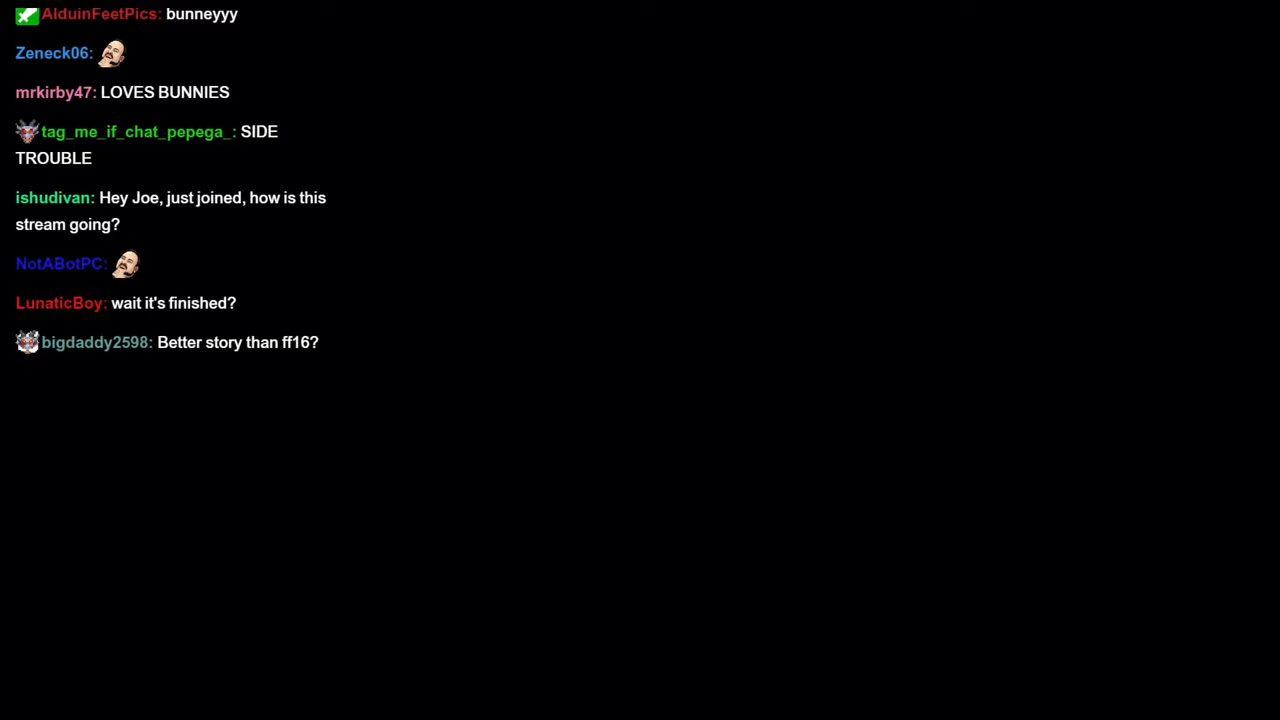 AlduinFeetPics: bunneyyy
Zeneck06:
mrkirby47: LOVES BUNNIES
tag_me_if_chat_pepega_: SIDE
TROUBLE
ishudivan: Hey Joe, just joined, how is this
stream going?
NotABotPC:
LunaticBoy: wait it's finished?
bigdaddy2598: Better story than ff16?